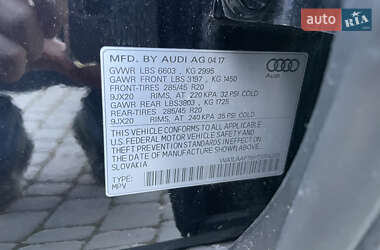 AUTO.RIA
MFD. BY AUDI AG 04.17
GVWR LBS 6603 , KG 2995
GAWR FRONT LBS 3197 , KG 1450
FRONT-TIRES 285/45 R20
9JX20 RIMS, AT 220 KPA 32 PSI COLD
GAWR REAR LBS3803 , KG 1725
REAR-TIRES 285/45 R20
9JX20 RIMS, AT 240 KPA 35 PSI COLD
THIS VEHICLE CONFORMS TO ALL APPLICABLE
U.S. FEDERAL MOTOR VEHICLE SAFETY AND
THEFT PREVENTION STANDARDS IN EFFECT ON
THE DATE OF MANUFACTURE SHOWN ABOVE.
SLOVAKIA
TYPE:
MPV